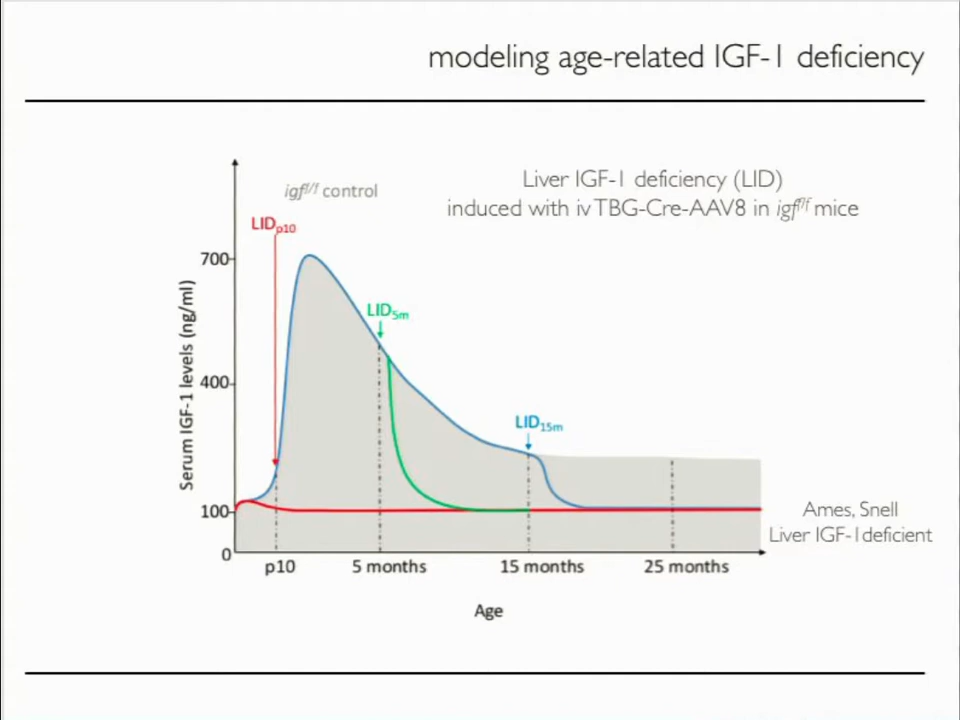 modeling age-related IGF-1 deficiency
igf^f/f control
Liver IGF-1 deficiency (LID)
induced with iv TBG-Cre-AAV8 in igf^f/f mice
LIDp10
700
LID5m
Serum IGF-1 levels (ng/ml)
400
LID15m
100
Ames, Snell
Liver IGF-1deficient
0
p10 5 months 15 months 25 months
Age